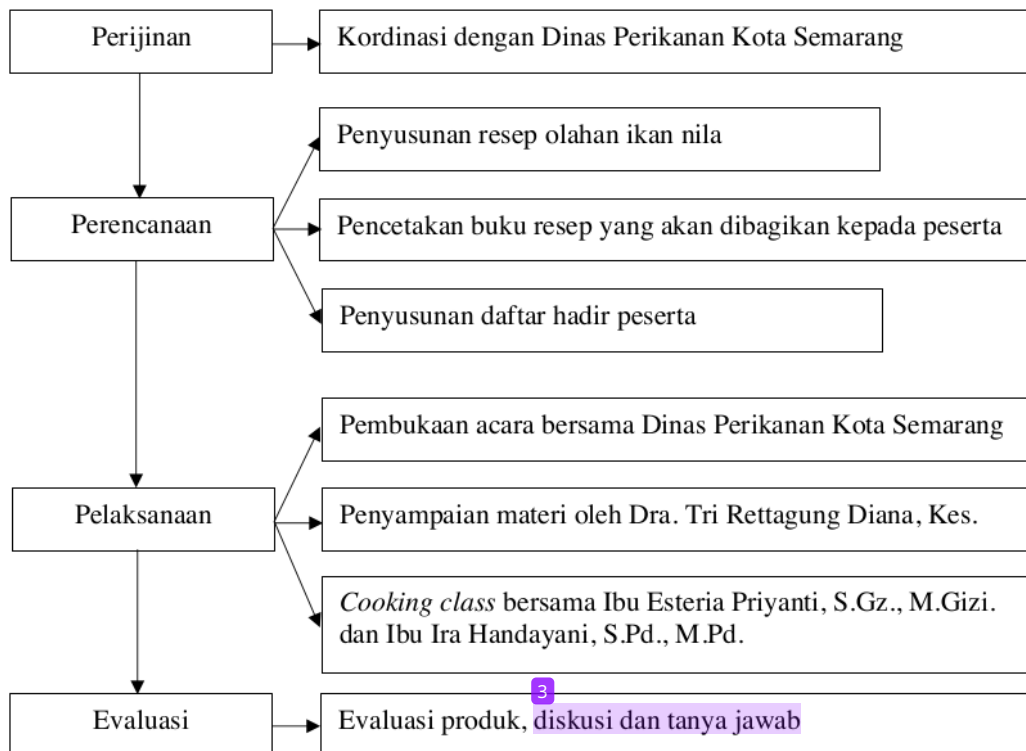 Perijinan
Kordinasi dengan Dinas Perikanan Kota Semarang
Penyusunan resep olahan ikan nila
Perencanaan
Pencetakan buku resep yang akan dibagikan kepada peserta
Penyusunan daftar hadir peserta
Pembukaan acara bersama Dinas Perikanan Kota Semarang
Pelaksanaan
Penyampaian materi oleh Dra. Tri Rettagung Diana, Kes.
Cooking class bersama Ibu Esteria Priyanti, S.Gz., M.Gizi.
dan Ibu Ira Handayani, S.Pd., M.Pd.
3
Evaluasi
Evaluasi produk, diskusi dan tanya jawab